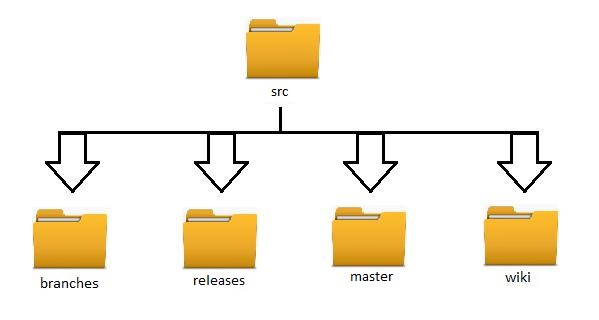 src
branches
releases
master
wiki